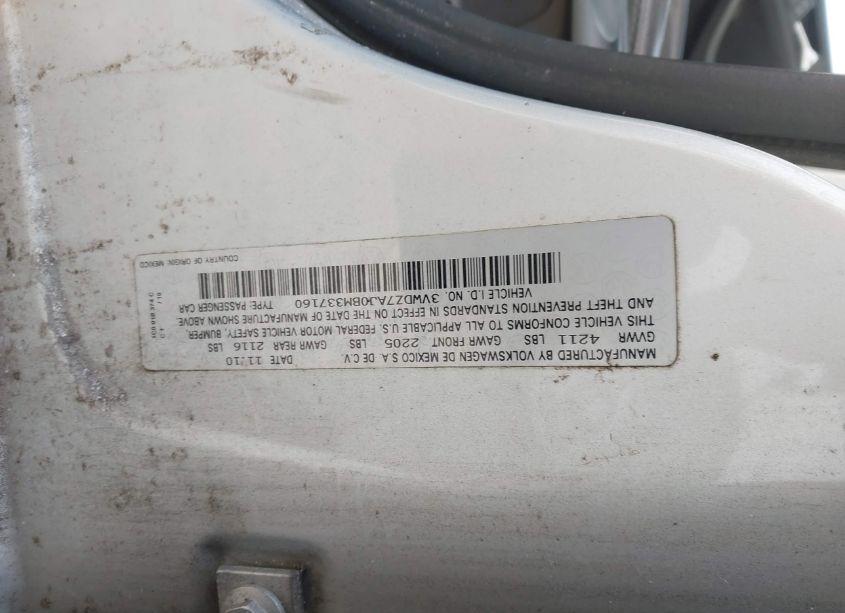 MANUFACTURED BY VOLKSWAGEN DE MEXICO S.A. DE C.V. DATE 11/10
GVWR 4211 LBS GAWR FRONT 2205 LBS GAWR REAR 2116 LBS
THIS VEHICLE CONFORMS TO ALL APPLICABLE U.S. FEDERAL MOTOR VEHICLE SAFETY, BUMPER,
AND THEFT PREVENTION STANDARDS IN EFFECT ON THE DATE OF MANUFACTURE SHOWN ABOVE
VEHICLE I.D. NO. 3VWDZ7AJ0BM337160 TYPE: PASSENGER CAR
COUNTRY OF ORIGIN: MEXICO